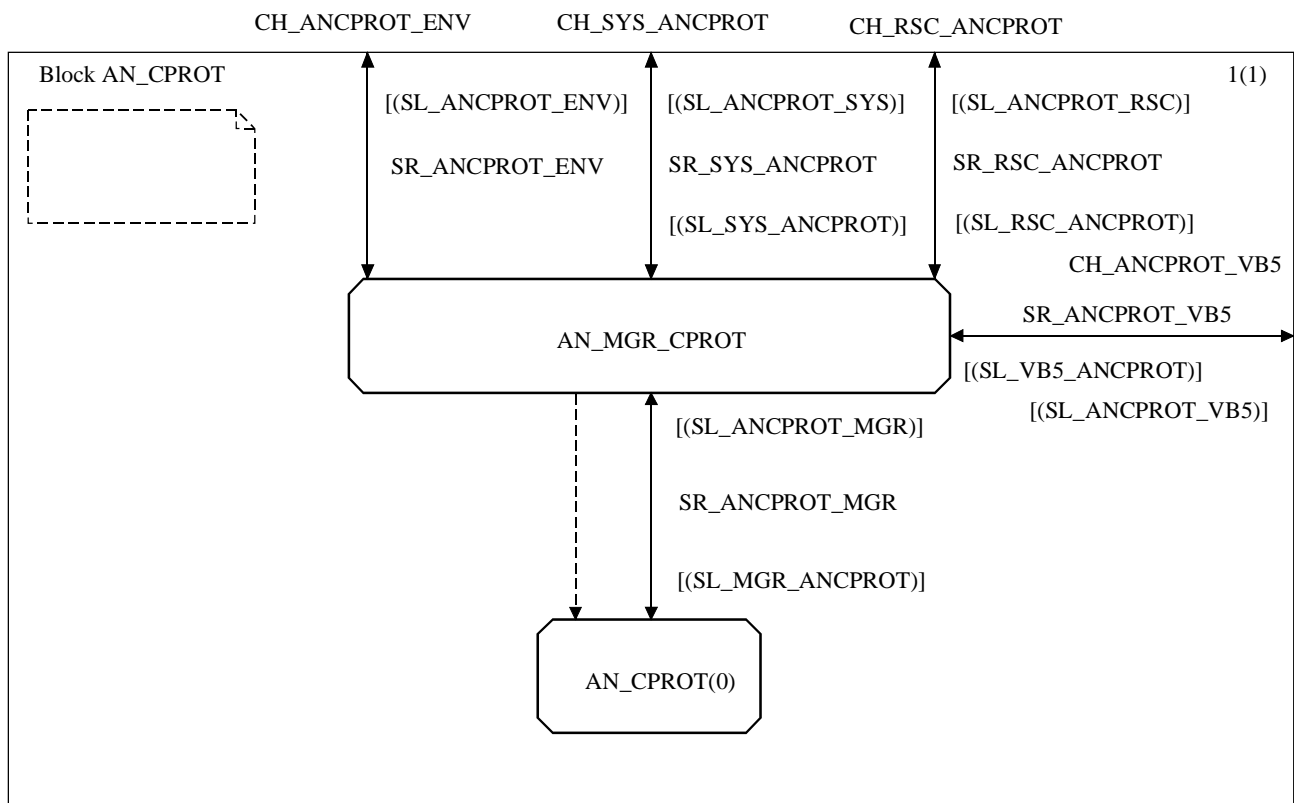 CH_ANCPROT_ENV
CH_SYS_ANCPROT
CH_RSC_ANCPROT
Block AN_CPROT
1(1)
[(SL_ANCPROT_ENV)]
[(SL_ANCPROT_SYS)]
[(SL_ANCPROT_RSC)]
SR_ANCPROT_ENV
SR_SYS_ANCPROT
SR_RSC_ANCPROT
[(SL_SYS_ANCPROT)]
[(SL_RSC_ANCPROT)]
CH_ANCPROT_VB5
SR_ANCPROT_VB5
AN_MGR_CPROT
[(SL_VB5_ANCPROT)]
[(SL_ANCPROT_VB5)]
[(SL_ANCPROT_MGR)]
SR_ANCPROT_MGR
[(SL_MGR_ANCPROT)]
AN_CPROT(0)